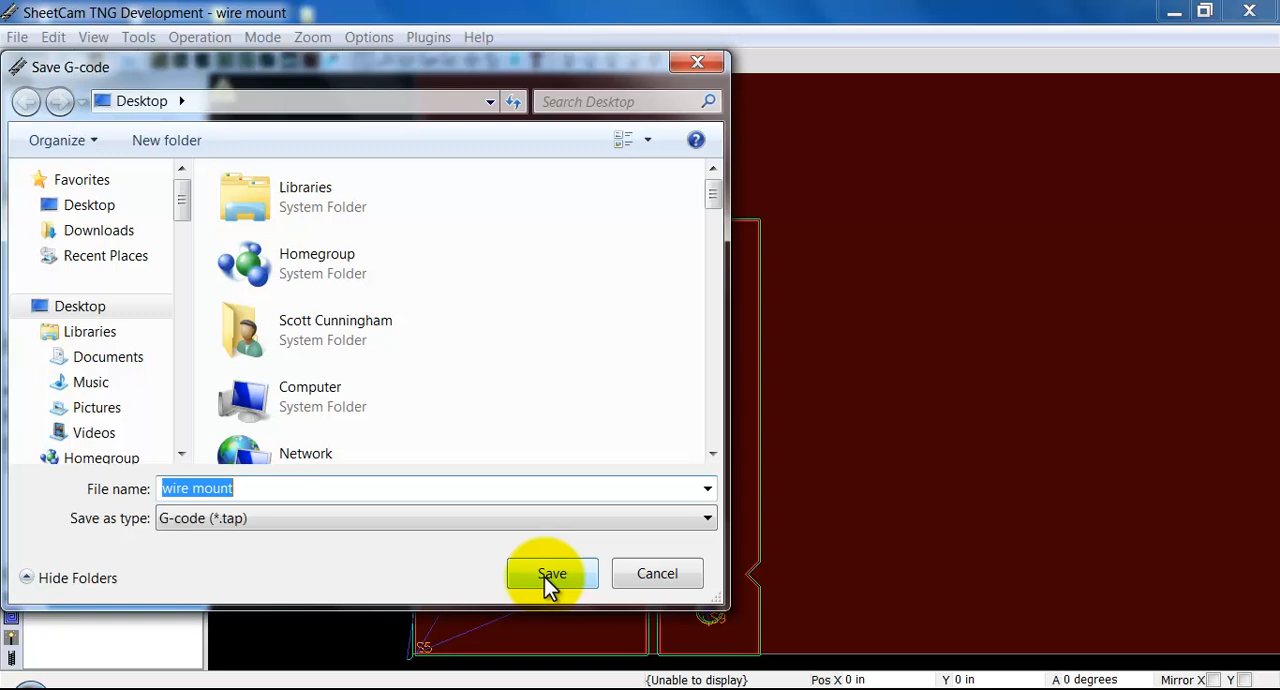 SheetCam TNG Development - wire mount
File Edit View Tools Operation Mode Zoom Options Plugins Help
Save G-code
Desktop
Search Desktop
Organize New folder
Favorites
Desktop
Downloads
Recent Places
Desktop
Libraries
Documents
Music
Pictures
Videos
Homegroup
Libraries
System Folder
Homegroup
System Folder
Scott Cunningham
System Folder
Computer
System Folder
Network
File name: wire mount
Save as type: G-code (*.tap)
Hide Folders
Save Cancel
S5
S9
{Unable to display} Pos X 0 in Y 0 in A 0 degrees Mirror X Y